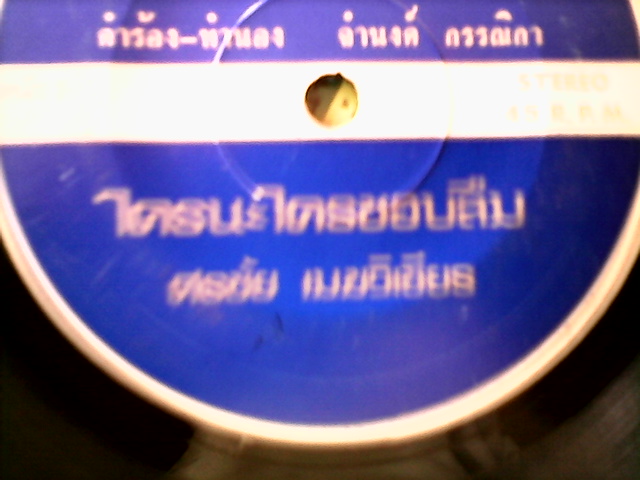 คำร้อง-ทำนอง จำนงค์ กรรณิกา
STEREO
45 R.P.M.
ใครนะใครชอบลืม
ศรชัย เมฆวิเชียร